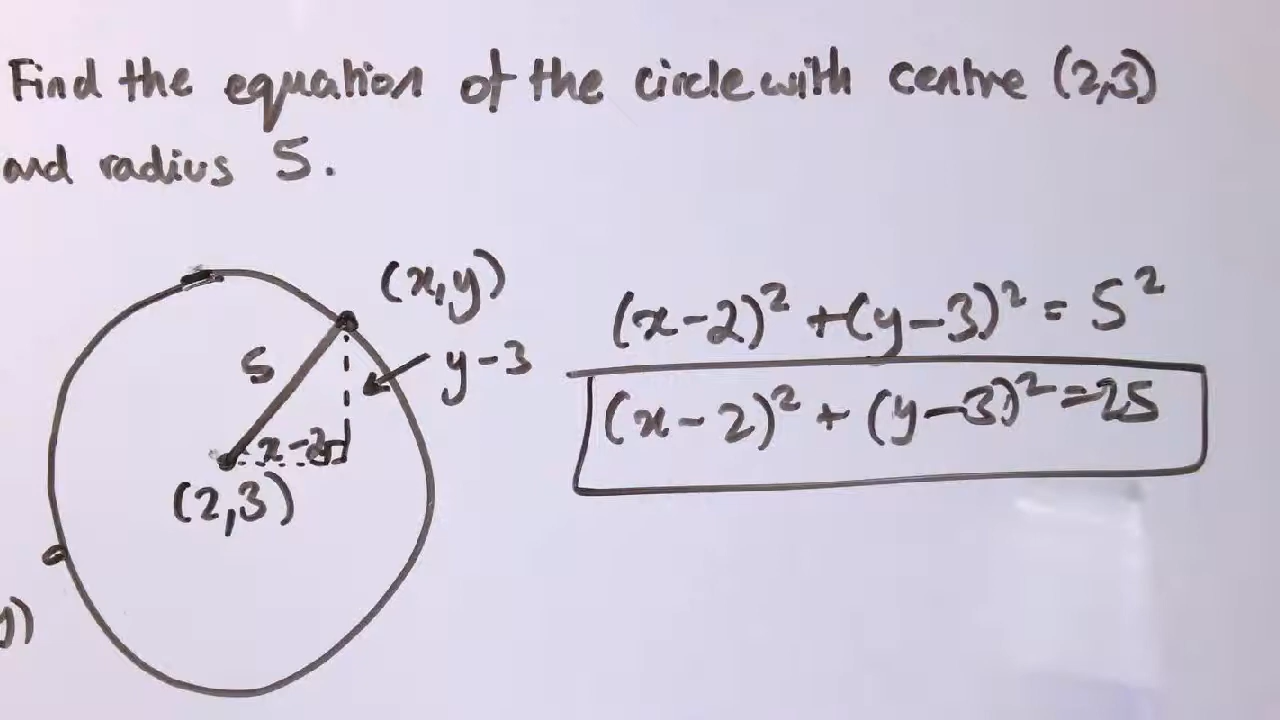 Find the equation of the circle with centre (2,3)
and radius 5.
(x,y)
5
y-3
x-2
(2,3)
(x-2)² +(y-3)² = 5²
(x-2)² + (y-3)² =25
y)